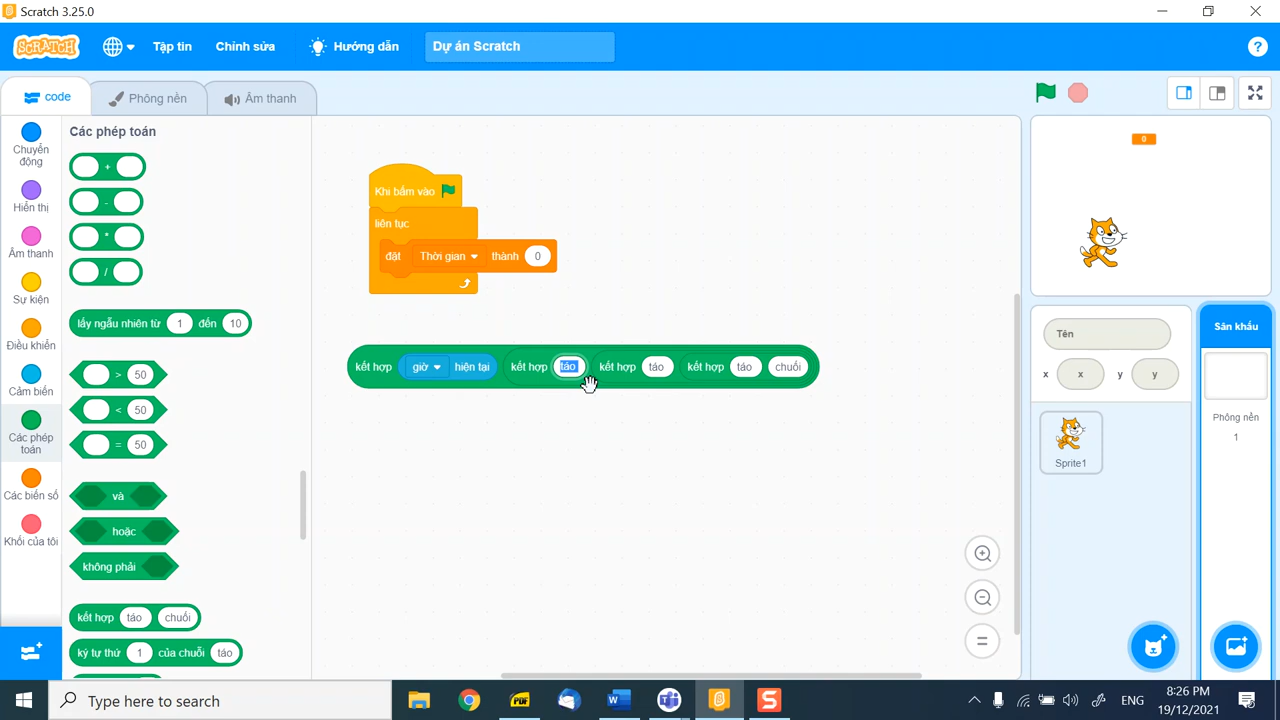 Scratch 3.25.0
SCRATCH
Tập tin
Chỉnh sửa
Hướng dẫn
Dự án Scratch
?
code
Phông nền
Âm thanh
Chuyển động
Hiển thị
Âm thanh
Sự kiện
Điều khiển
Cảm biến
Các phép toán
Các biến số
Khối của tôi
Các phép toán
+
-
*
/
lấy ngẫu nhiên từ 1 đến 10
> 50
< 50
= 50
và
hoặc
không phải
kết hợp táo chuối
ký tự thứ 1 của chuỗi táo
Khi bấm vào
liên tục
đặt Thời gian thành 0
kết hợp giờ hiện tại kết hợp táo kết hợp táo kết hợp táo chuối
0
Tên
x x y y
Sprite1
Sân khấu
Phông nền
1
Type here to search
PDF
ENG
8:26 PM
19/12/2021